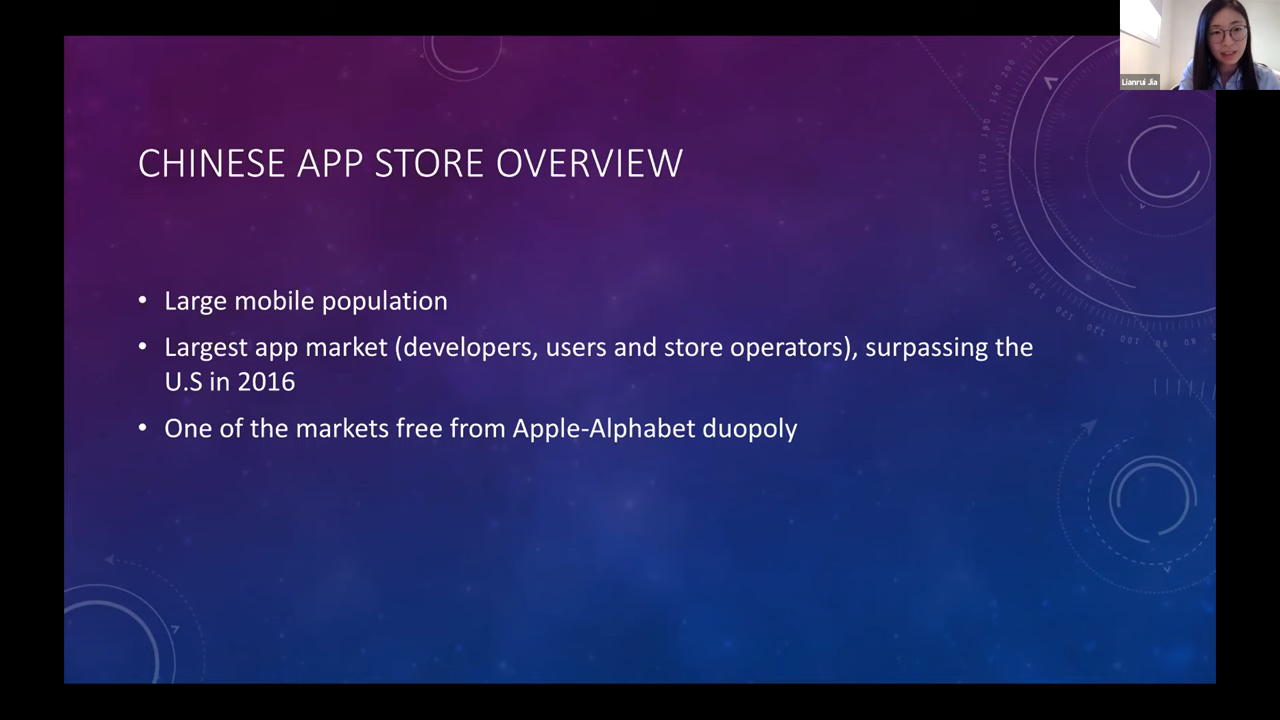 Lianrui Jia
CHINESE APP STORE OVERVIEW
• Large mobile population
• Largest app market (developers, users and store operators), surpassing the
U.S in 2016
• One of the markets free from Apple-Alphabet duopoly